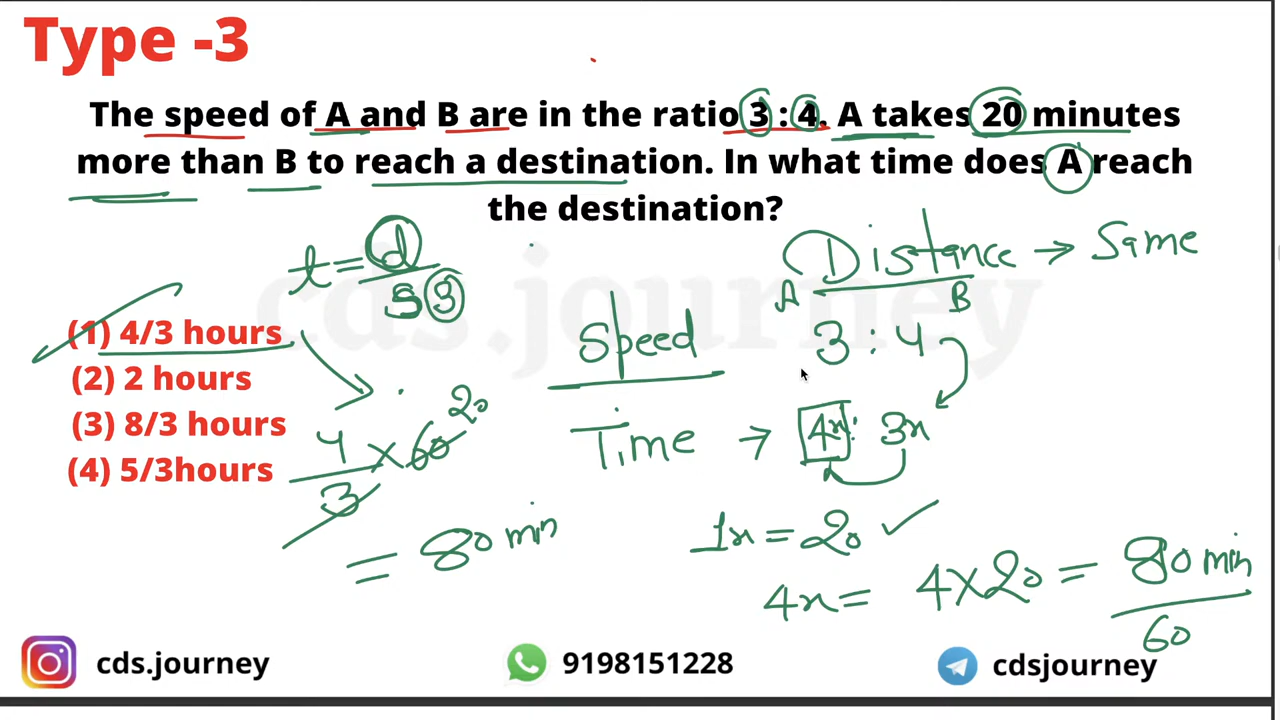 Type -3
The speed of A and B are in the ratio 3 : 4. A takes 20 minutes
more than B to reach a destination. In what time does A reach
the destination?
t = d
s
Distance → Same
A B
Speed 3 : 4
Time → 4x : 3x
1x = 20
4x = 4x20 = 80 min
60
(1) 4/3 hours
(2) 2 hours
(3) 8/3 hours
(4) 5/3hours
4 × 60 20
3
= 80 min
cds.journey
cds.journey
9198151228
cdsjourney